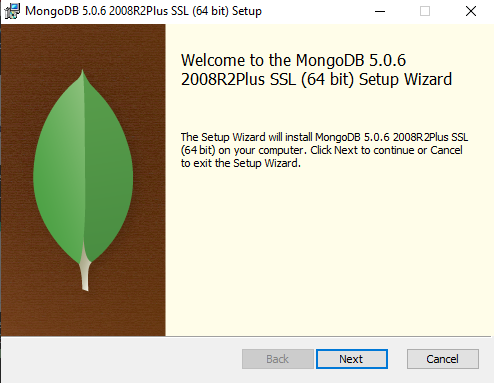 MongoDB 5.0.6 2008R2Plus SSL (64 bit) Setup
Welcome to the MongoDB 5.0.6
2008R2Plus SSL (64 bit) Setup Wizard
The Setup Wizard will install MongoDB 5.0.6 2008R2Plus SSL
(64 bit) on your computer. Click Next to continue or Cancel
to exit the Setup Wizard.
Back Next Cancel